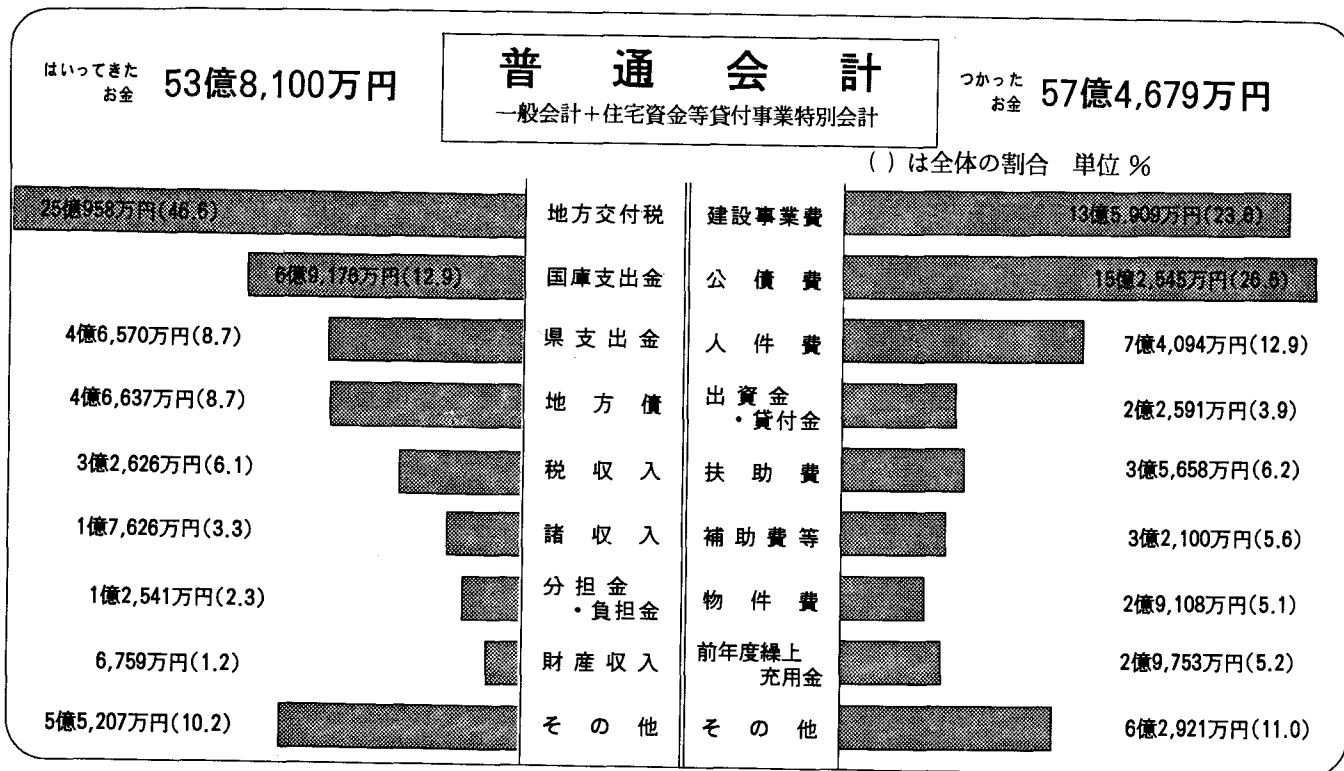 はいってきた
お金 53億8,100万円
普通会計
一般会計+住宅資金等貸付事業特別会計
つかった
お金 57億4,679万円
( ) は全体の割合 単位 %
25億958万円(46.6) 地方交付税 建設事業費 13億5,909万円(23.6)
6億9,176万円(12.9) 国庫支出金 公債費 15億2,545万円(26.5)
4億6,570万円(8.7) 県支出金 人件費 7億4,094万円(12.9)
4億6,637万円(8.7) 地方債 出資金・貸付金 2億2,591万円(3.9)
3億2,626万円(6.1) 税収入 扶助費 3億5,658万円(6.2)
1億7,626万円(3.3) 諸収入 補助費等 3億2,100万円(5.6)
1億2,541万円(2.3) 分担金・負担金 物件費 2億9,108万円(5.1)
6,759万円(1.2) 財産収入 前年度繰上充用金 2億9,753万円(5.2)
5億5,207万円(10.2) その他 その他 6億2,921万円(11.0)